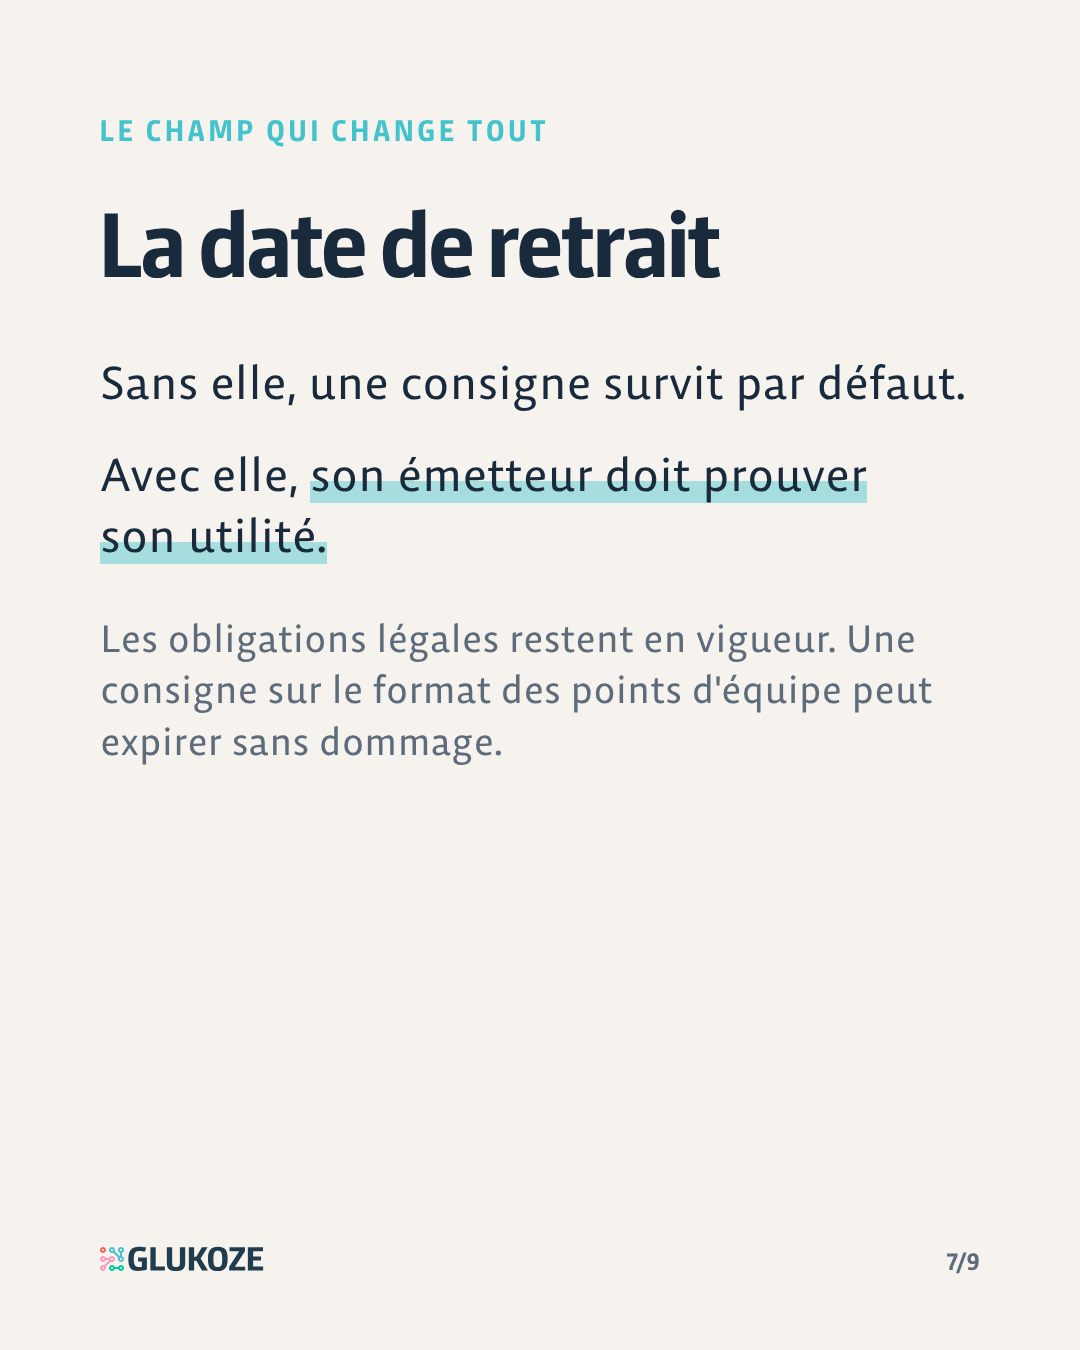 LE CHAMP QUI CHANGE TOUT
La date de retrait
Sans elle, une consigne survit par défaut.
Avec elle, son émetteur doit prouver
son utilité.
Les obligations légales restent en vigueur. Une
consigne sur le format des points d'équipe peut
expirer sans dommage.
GLUKOZE
7/9